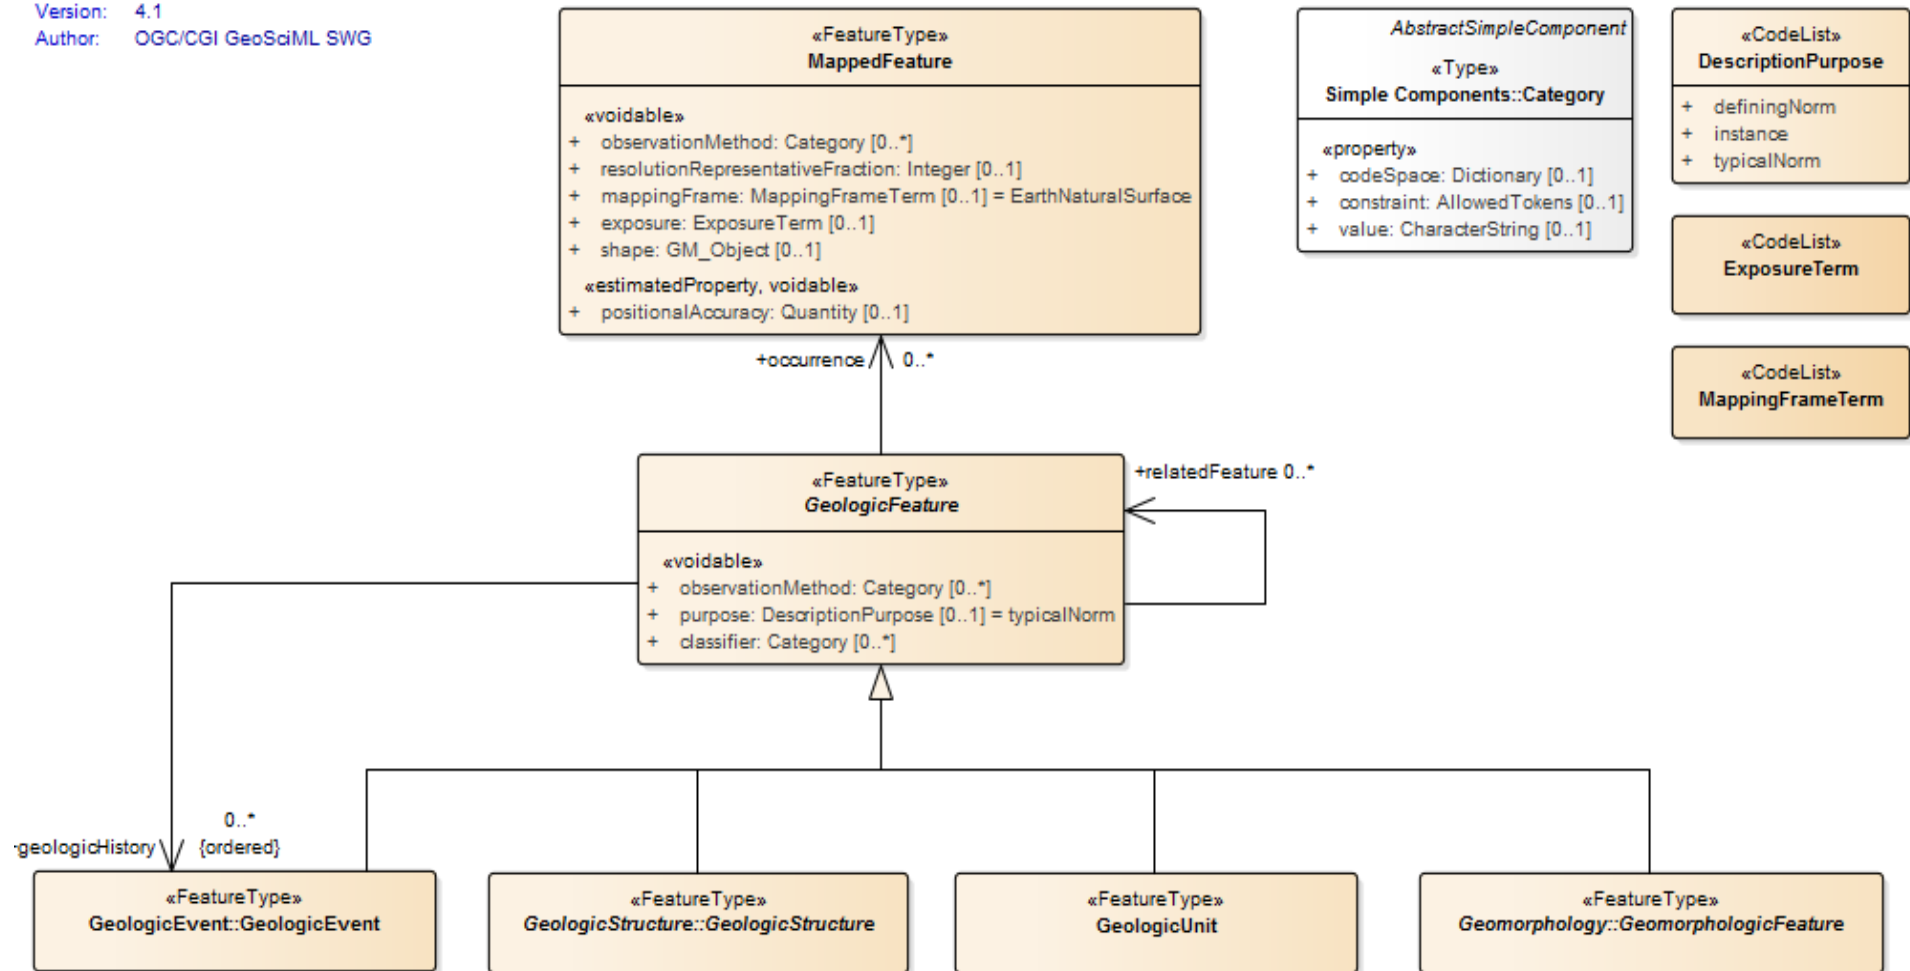 Version: 4.1
Author: OGC/CGI GeoSciML SWG
«FeatureType»
MappedFeature
«voidable»
+ observationMethod: Category [0..*]
+ resolutionRepresentativeFraction: Integer [0..1]
+ mappingFrame: MappingFrameTerm [0..1] = EarthNaturalSurface
+ exposure: ExposureTerm [0..1]
+ shape: GM_Object [0..1]
«estimatedProperty, voidable»
+ positionalAccuracy: Quantity [0..1]
AbstractSimpleComponent
«Type»
Simple Components::Category
«property»
+ codeSpace: Dictionary [0..1]
+ constraint: AllowedTokens [0..1]
+ value: CharacterString [0..1]
«CodeList»
DescriptionPurpose
+ definingNorm
+ instance
+ typicalNorm
«CodeList»
ExposureTerm
«CodeList»
MappingFrameTerm
+occurrence 0..*
«FeatureType»
GeologicFeature
«voidable»
+ observationMethod: Category [0..*]
+ purpose: DescriptionPurpose [0..1] = typicalNorm
+ classifier: Category [0..*]
+relatedFeature 0..*
0..*
geologicHistory {ordered}
«FeatureType»
GeologicEvent::GeologicEvent
«FeatureType»
GeologicStructure::GeologicStructure
«FeatureType»
GeologicUnit
«FeatureType»
Geomorphology::GeomorphologicFeature